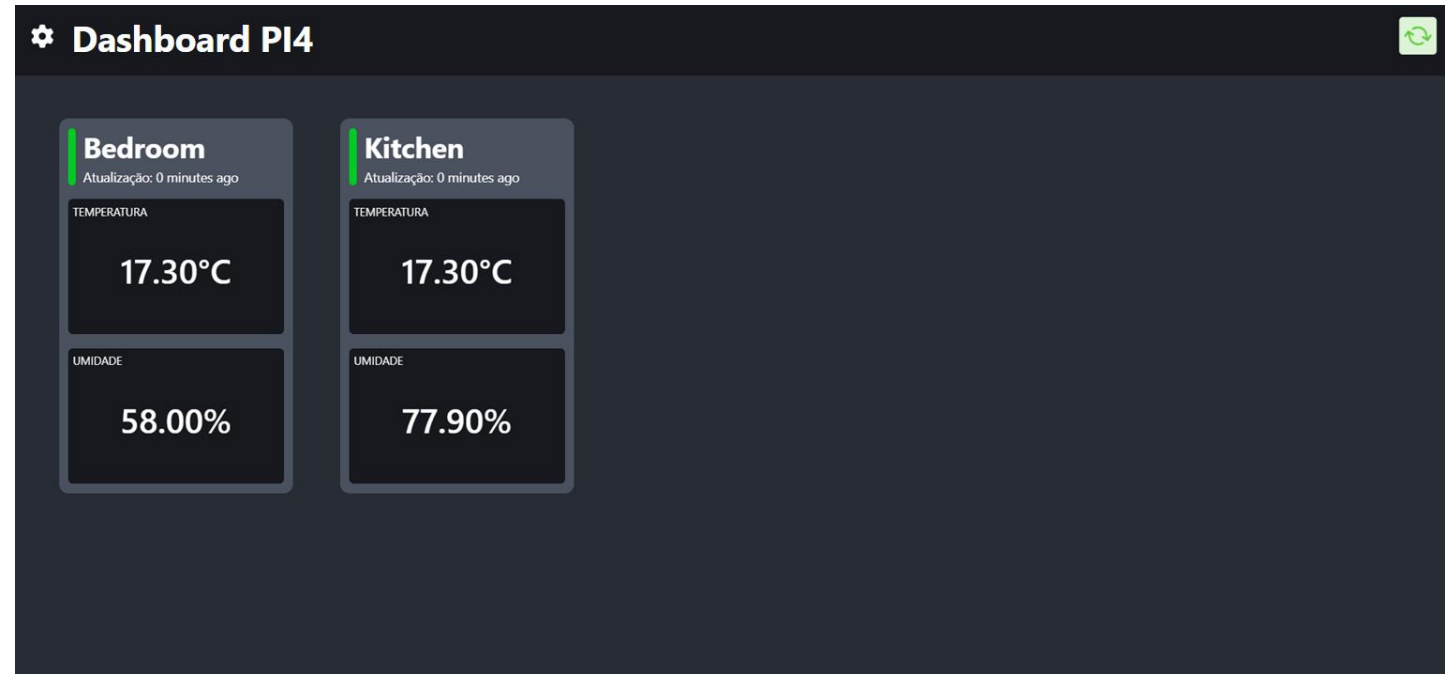 Dashboard PI4
Bedroom
Atualização: 0 minutes ago
TEMPERATURA
17.30°C
UMIDADE
58.00%
Kitchen
Atualização: 0 minutes ago
TEMPERATURA
17.30°C
UMIDADE
77.90%